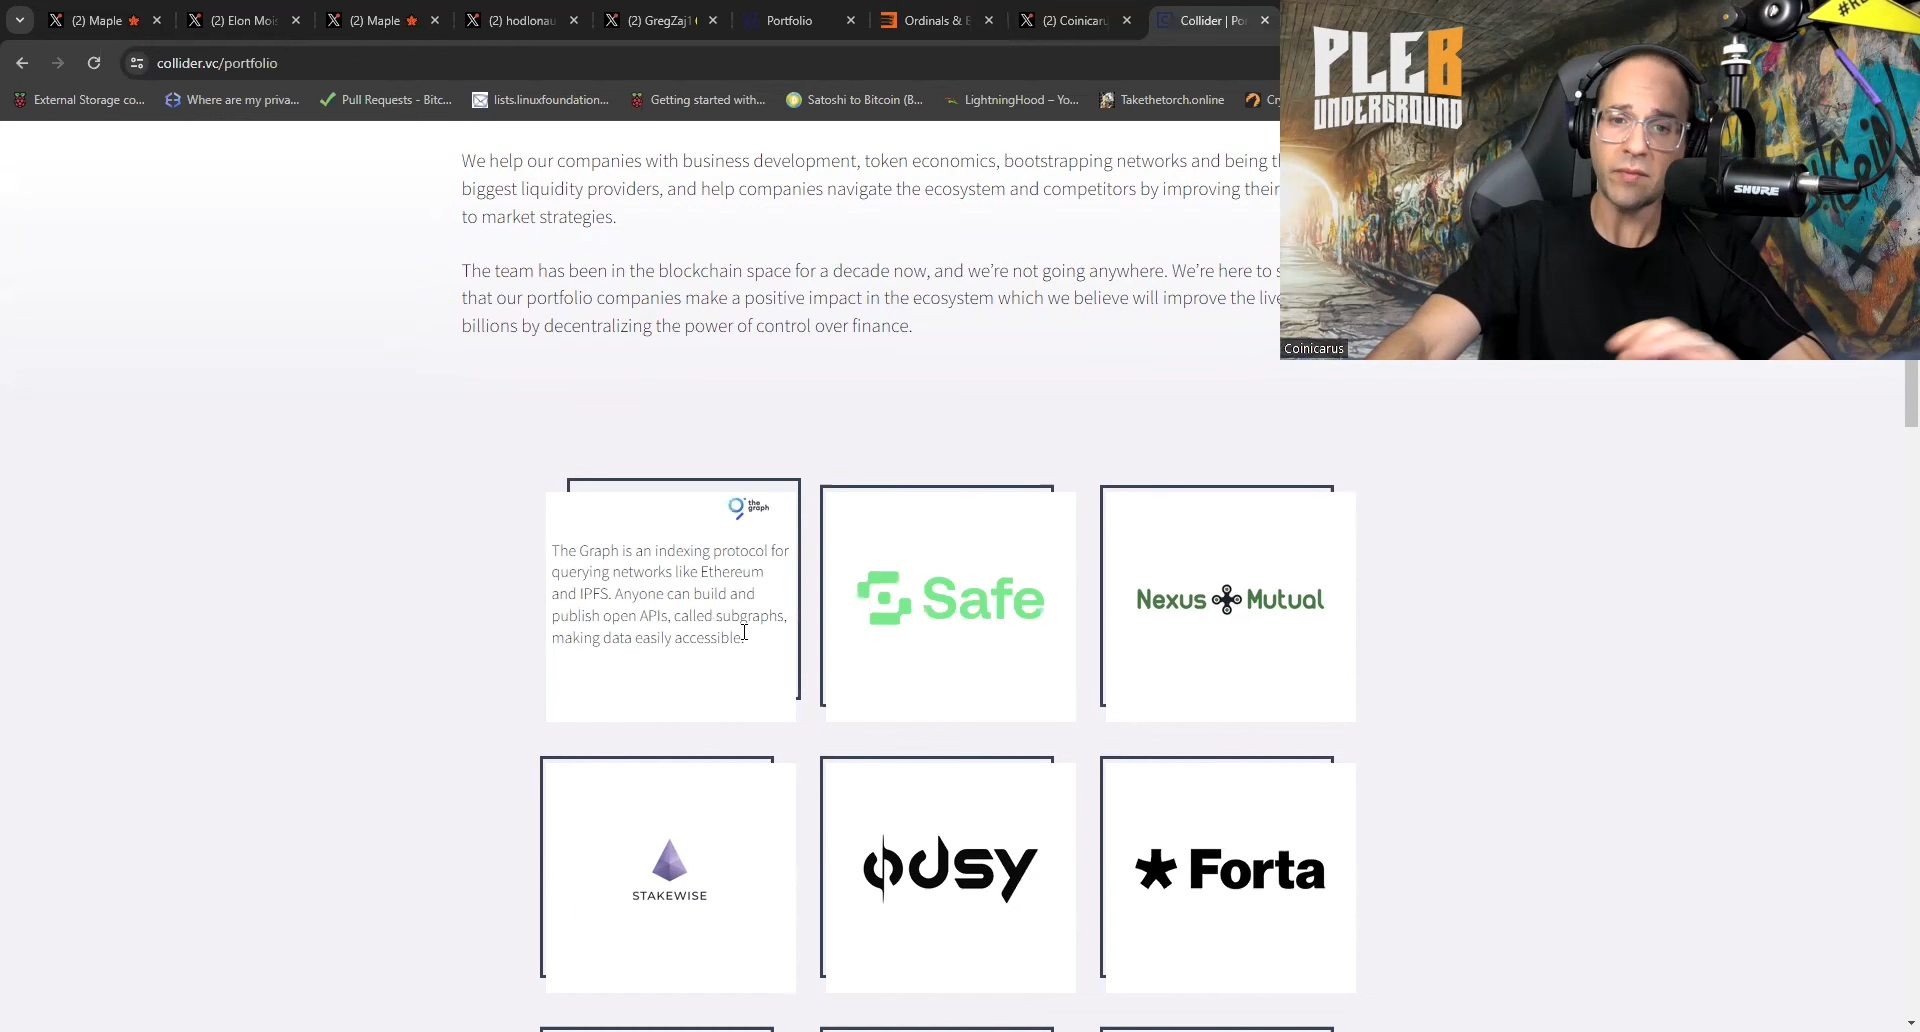 (2) Maple
(2) Elon Mois
(2) Maple
(2) hodlonau
(2) GregZaj1
Portfolio
Ordinals &
(2) Coinicaru
Collider | Po
collider.vc/portfolio
External Storage co...
Where are my priva...
Pull Requests - Bitc...
lists.linuxfoundation...
Getting started with...
Satoshi to Bitcoin (B...
LightningHood – Yo...
Takethetorch.online
PLEB
UNDERGROUND
SHURE
Coinicarus
We help our companies with business development, token economics, bootstrapping networks and being th
biggest liquidity providers, and help companies navigate the ecosystem and competitors by improving their
to market strategies.
The team has been in the blockchain space for a decade now, and we're not going anywhere. We're here to s
that our portfolio companies make a positive impact in the ecosystem which we believe will improve the live
billions by decentralizing the power of control over finance.
the
graph
The Graph is an indexing protocol for
querying networks like Ethereum
and IPFS. Anyone can build and
publish open APIs, called subgraphs,
making data easily accessible.
Safe
Nexus Mutual
STAKEWISE
odsy
Forta